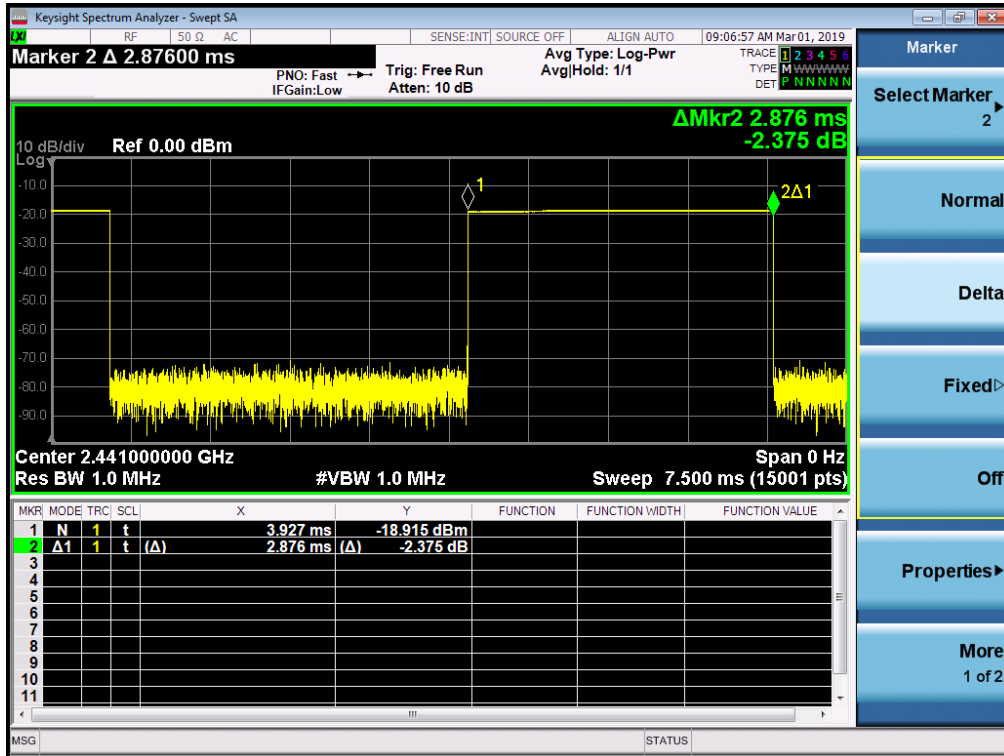 Keysight Spectrum Analyzer - Swept SA
LXI RF 50 Ω AC SENSE:INT SOURCE OFF ALIGN AUTO 09:06:57 AM Mar 01, 2019
Marker 2 Δ 2.87600 ms
PNO: Fast
IFGain:Low
Trig: Free Run
Atten: 10 dB
Avg Type: Log-Pwr
Avg|Hold: 1/1
TRACE 1 2 3 4 5 6
TYPE M W W W W W
DET P N N N N N
ΔMkr2 2.876 ms
-2.375 dB
10 dB/div Ref 0.00 dBm
Log
-10.0
-20.0
-30.0
-40.0
-50.0
-60.0
-70.0
-80.0
-90.0
1
2Δ1
Center 2.441000000 GHz Span 0 Hz
Res BW 1.0 MHz #VBW 1.0 MHz Sweep 7.500 ms (15001 pts)
MKR MODE TRC SCL X Y FUNCTION FUNCTION WIDTH FUNCTION VALUE
1 N 1 t 3.927 ms -18.915 dBm
2 Δ1 1 t (Δ) 2.876 ms (Δ) -2.375 dB
3
4
5
6
7
8
9
10
11
MSG STATUS
Marker
Select Marker
2
Normal
Delta
Fixed
Off
Properties
More
1 of 2